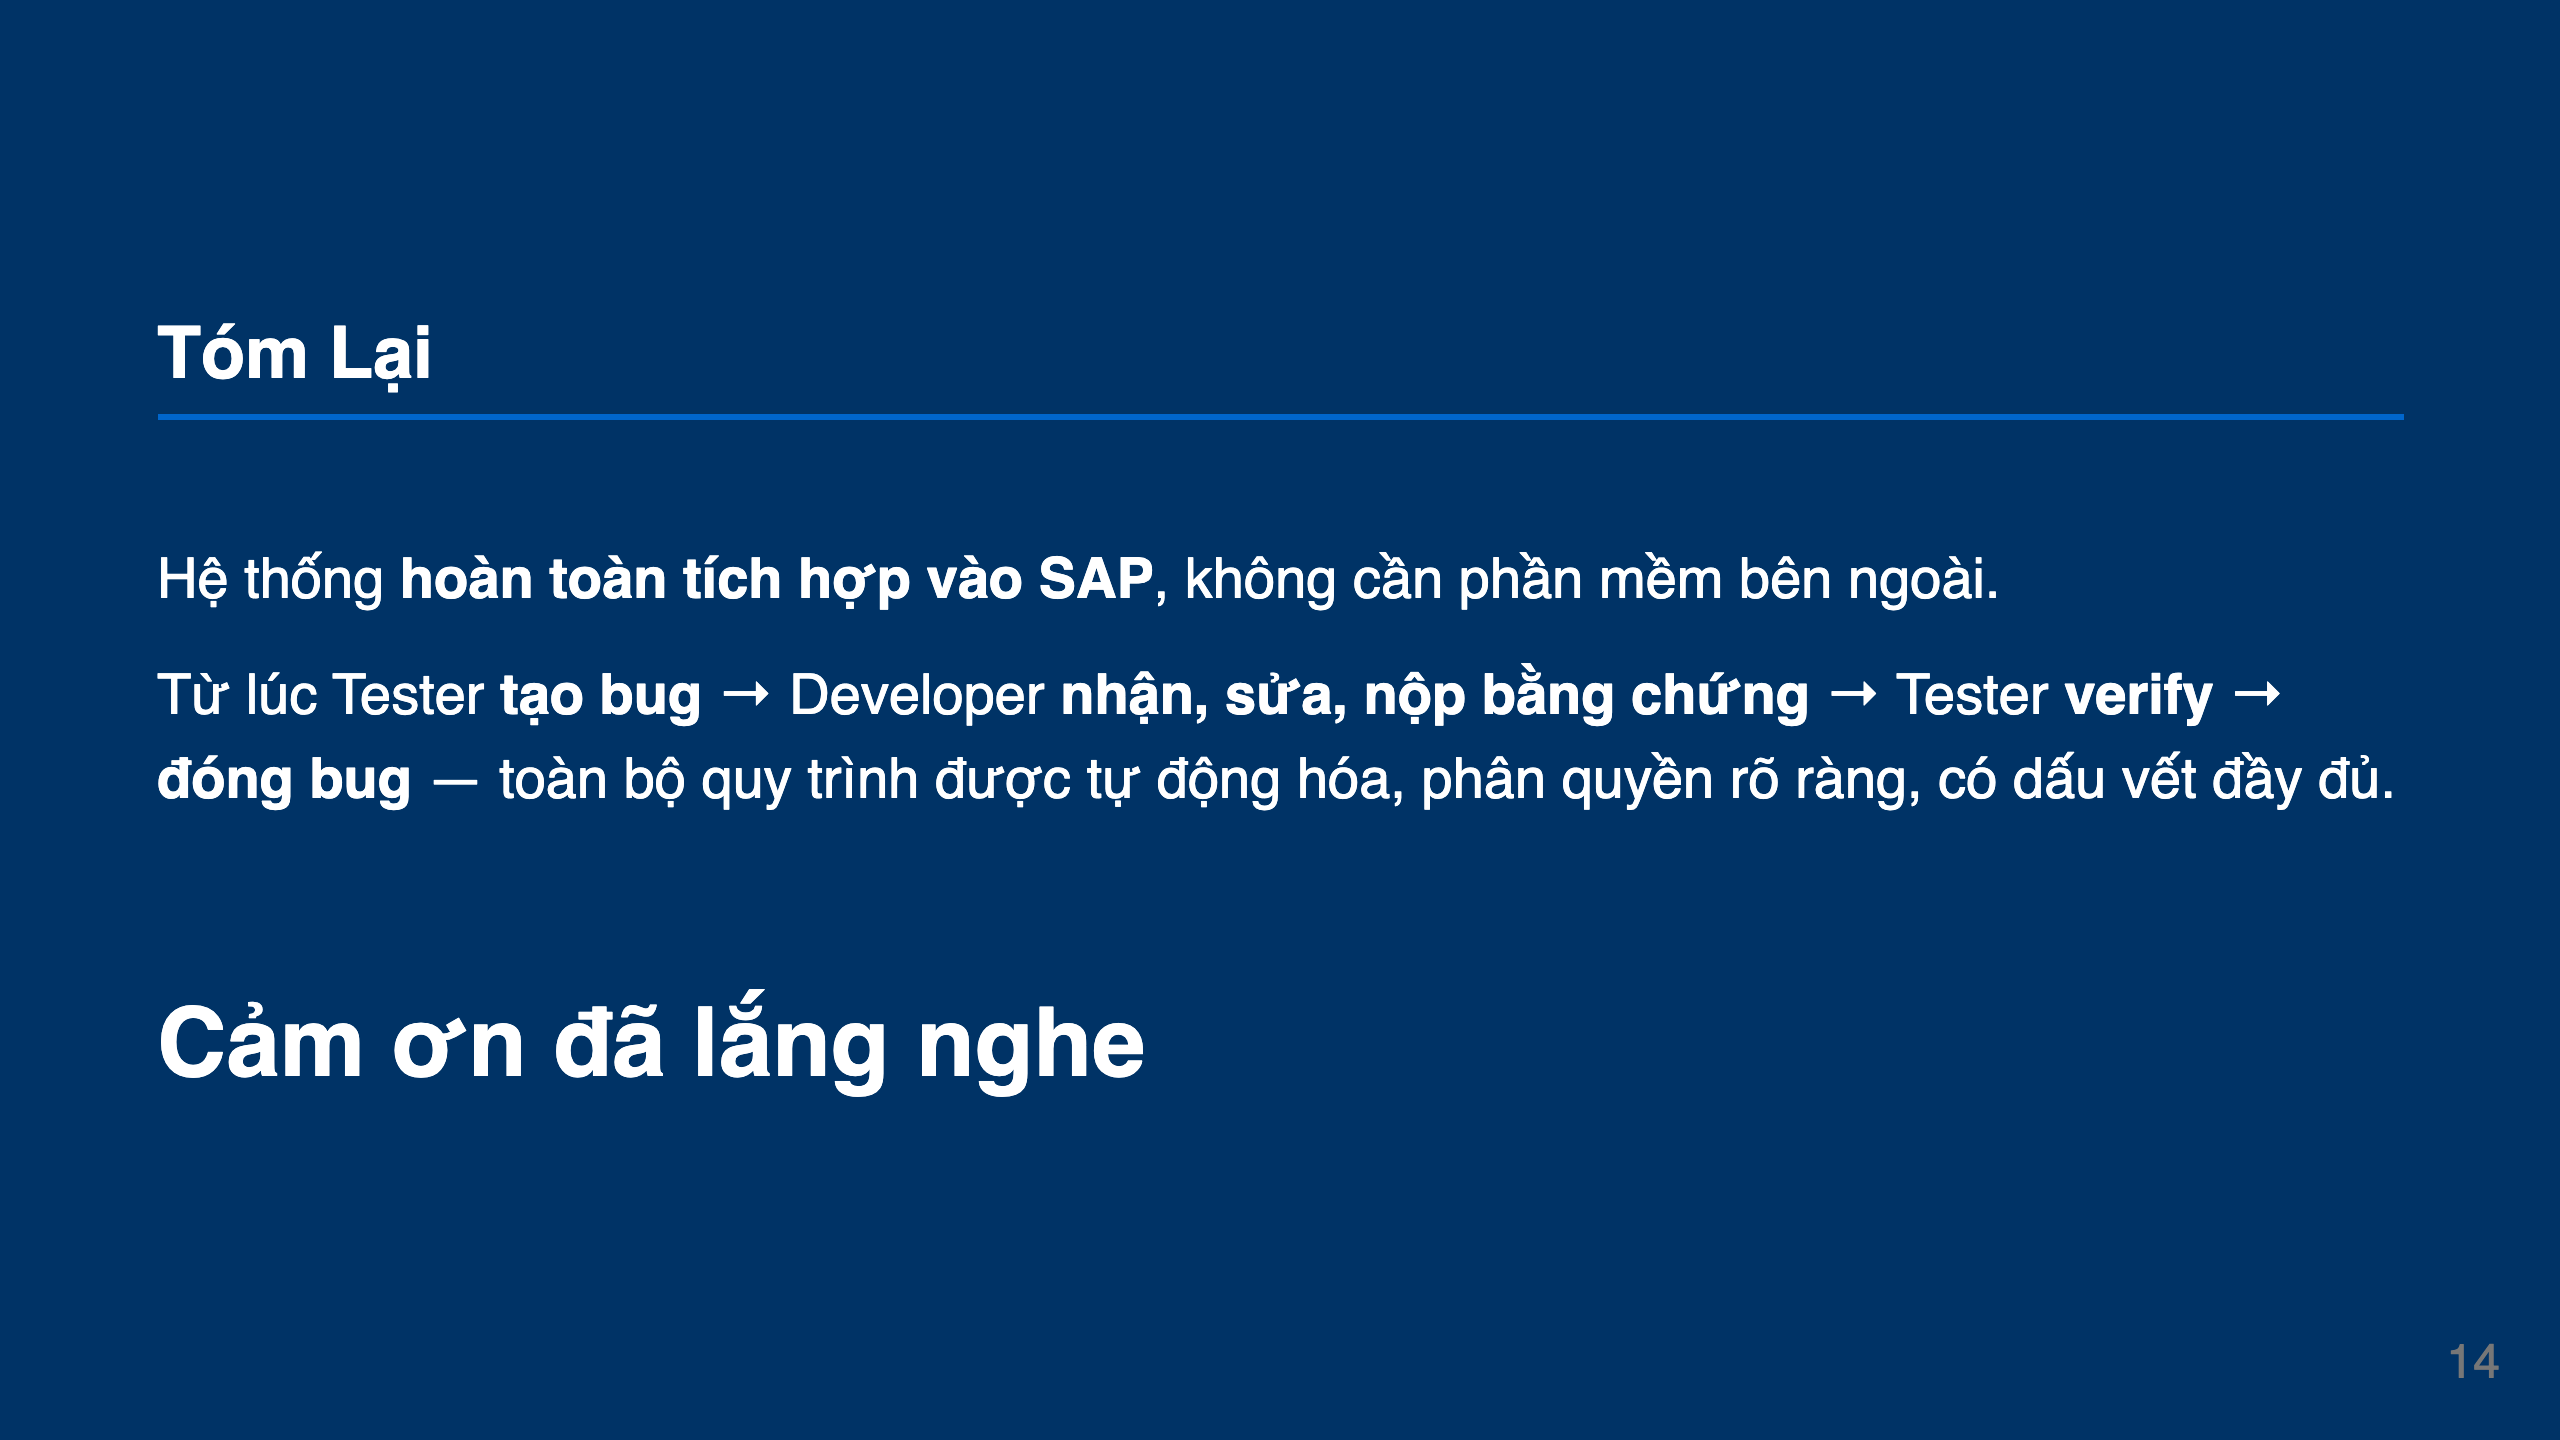 Tóm Lại
Hệ thống hoàn toàn tích hợp vào SAP, không cần phần mềm bên ngoài.
Từ lúc Tester tạo bug → Developer nhận, sửa, nộp bằng chứng → Tester verify →
đóng bug — toàn bộ quy trình được tự động hóa, phân quyền rõ ràng, có dấu vết đầy đủ.
Cảm ơn đã lắng nghe
14